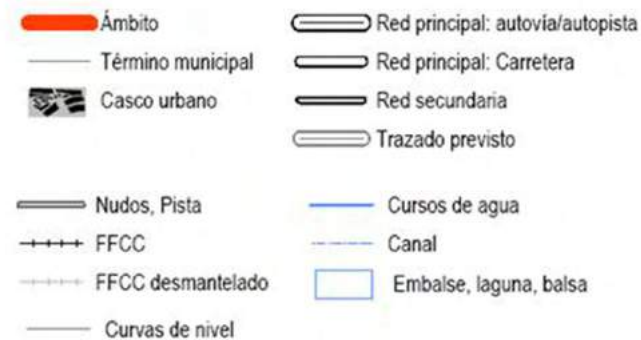 Ámbito
Término municipal
Casco urbano
Red principal: autovía/autopista
Red principal: Carretera
Red secundaria
Trazado previsto
Nudos, Pista
FFCC
FFCC desmantelado
Curvas de nivel
Cursos de agua
Canal
Embalse, laguna, balsa